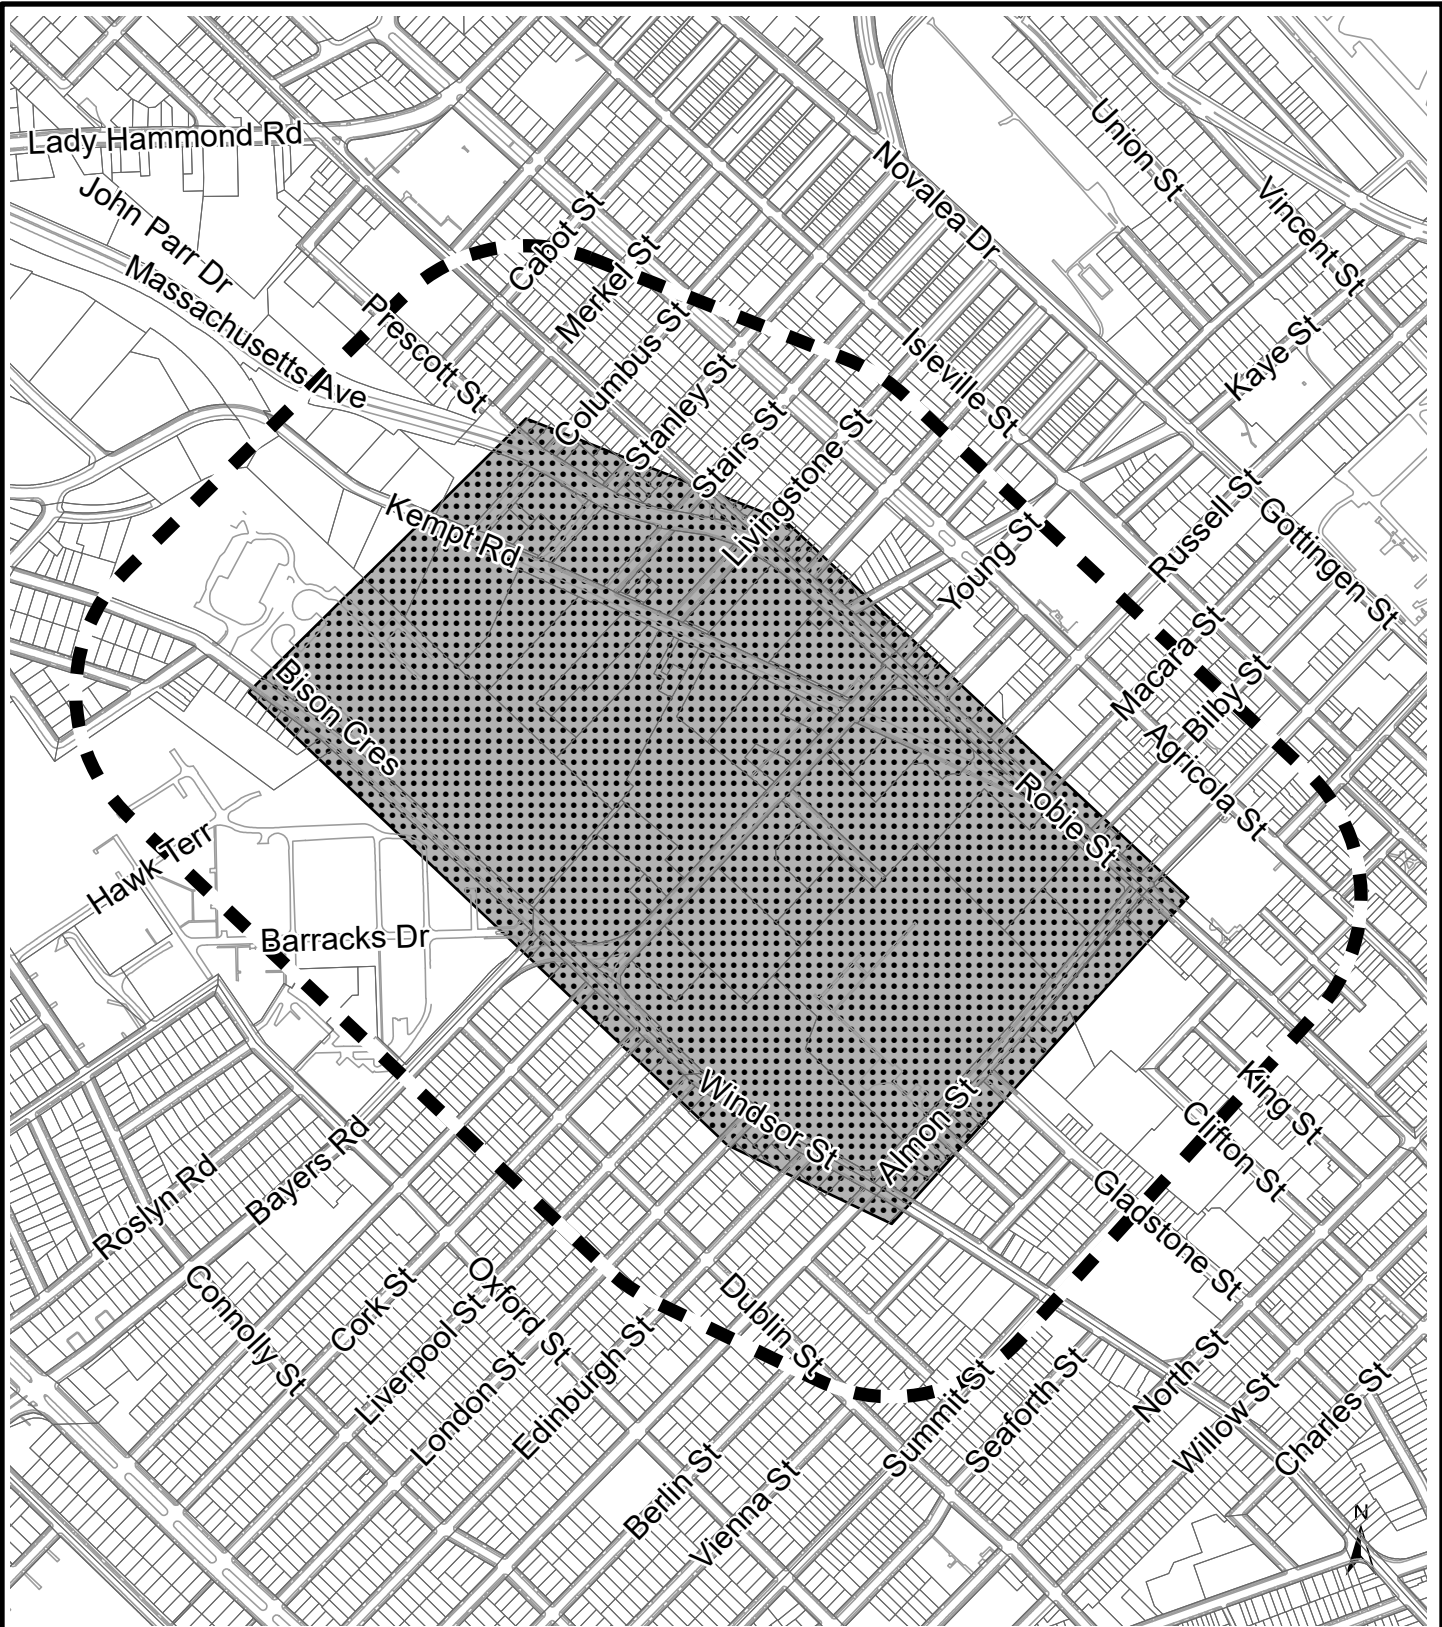 Lady Hammond Rd
John Parr Dr
Massachusetts Ave
Prescott St
Cabot St
Merkel St
Columbus St
Stanley St
Stairs St
Livingstone St
Novalea Dr
Union St
Vincent St
Kaye St
Isleville St
Russell St
Gottingen St
Young St
Macara St
Bilby St
Agricola St
Kempt Rd
Bison Cres
Robie St
Hawk Terr
Barracks Dr
Windsor St
Almon St
King St
Clifton St
Gladstone St
Roslyn Rd
Bayers Rd
Connolly St
Cork St
Liverpool St
Oxford St
London St
Edinburgh St
Dublin St
Berlin St
Vienna St
Summit St
Seaforth St
North St
Willow St
Charles St
N